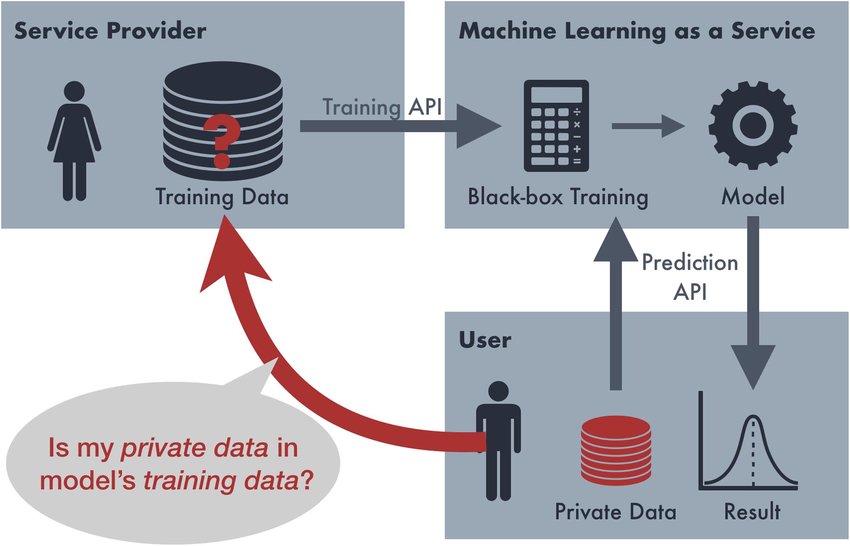 Service Provider
Training Data
Training API
Machine Learning as a Service
Black-box Training
Model
Prediction
API
User
Private Data
Result
Is my private data in
model's training data?
?
÷
×
−
+
=